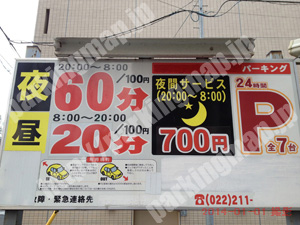 夜
20:00～8:00
60分/100円
昼
8:00～20:00
20分/100円
夜間サービス
(20:00～8:00)
700円
パーキング
24時間
P
全7台
故障・緊急連絡先
☎(022)211-